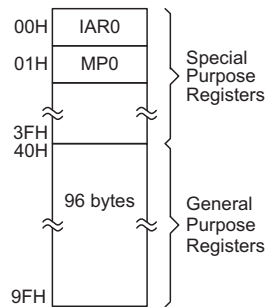 00H IAR0
01H MP0
Special
Purpose
Registers
3FH
40H
96 bytes
General
Purpose
Registers
9FH